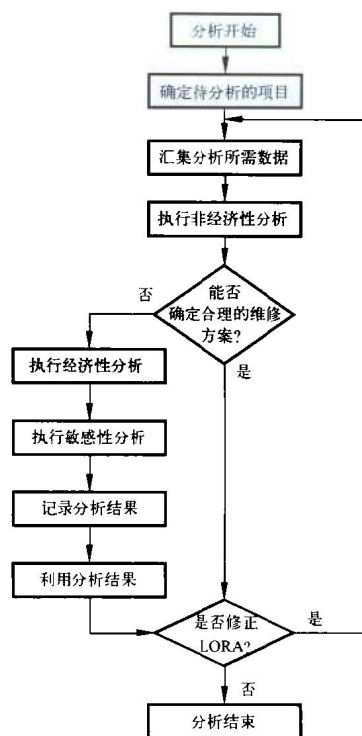 分析开始
确定待分析的项目
汇集分析所需数据
执行非经济性分析
能否
确定合理的维修
方案?
否
是
执行经济性分析
执行敏感性分析
记录分析结果
利用分析结果
是否修正
LORA?
是
否
分析结束